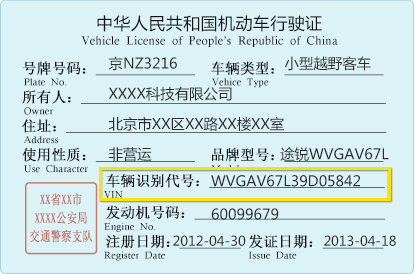 中华人民共和国机动车行驶证
Vehicle License of People's Republic of China
号牌号码: 京NZ3216 车辆类型: 小型越野客车
Plate No. Vehice Type
所有人: XXXX科技有限公司
Owner
住址: 北京市XX区XX路XX楼XX室
Address
使用性质: 非营运 品牌型号: 途锐WVGAV67L
Use Character
车辆识别代号: WVGAV67L39D05842
VIN
XX省XX市
XXXX公安局
交通警察支队
发动机号码: 60099679
Engine No.
注册日期: 2012-04-30 发证日期: 2013-04-18
Register Date Issue Date